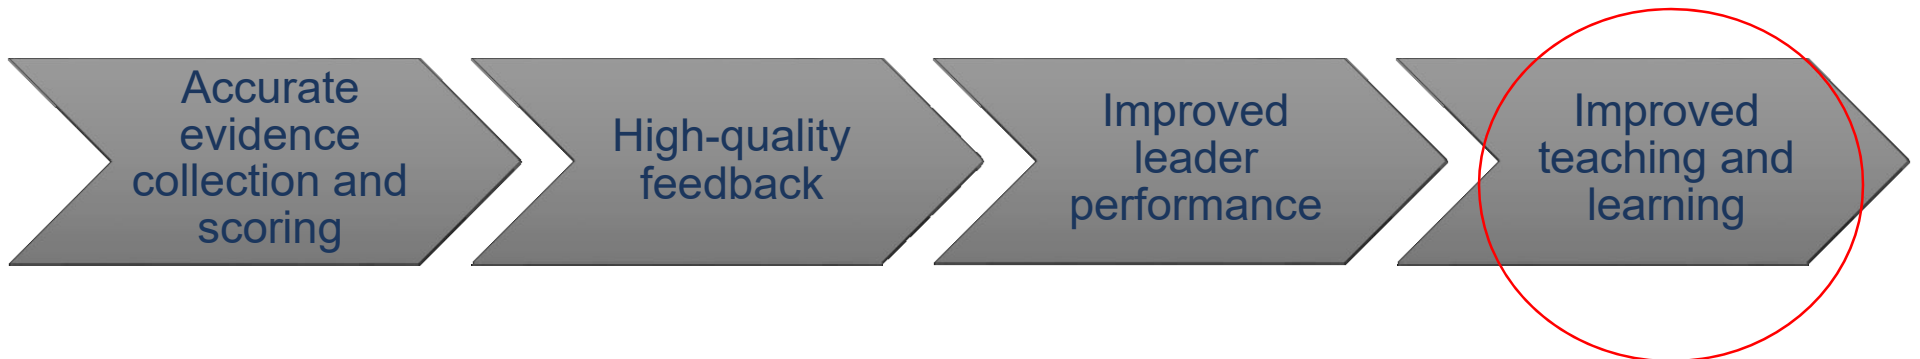 Accurate
evidence
collection and
scoring
High-quality
feedback
Improved
leader
performance
Improved
teaching and
learning